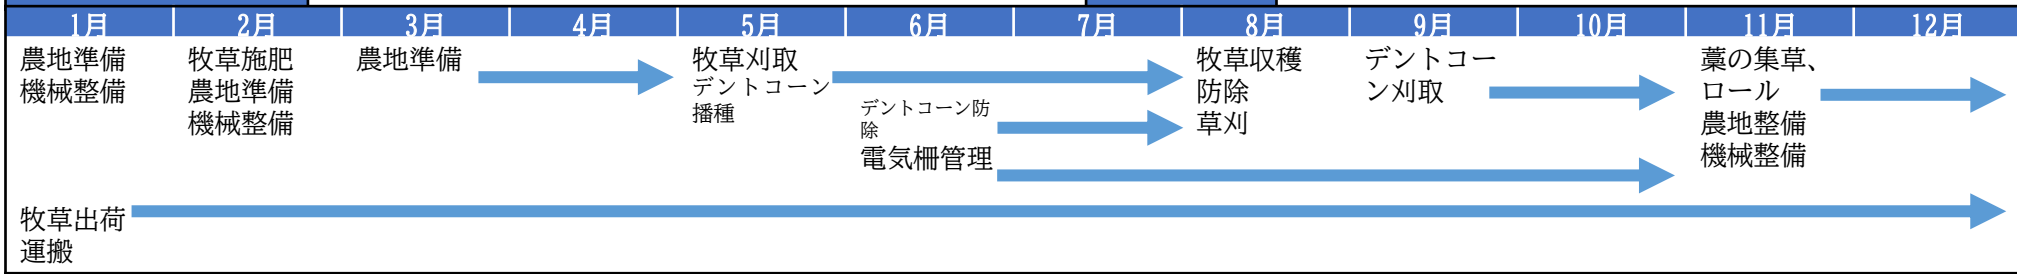 1月 2月 3月 4月 5月 6月 7月 8月 9月 10月 11月 12月
農地準備
機械整備
牧草施肥
農地準備
機械整備
農地準備
牧草刈取
デントコーン
播種
デントコーン防
除
電気柵管理
牧草収穫
防除
草刈
デントコー
ン刈取
藁の集草、
ロール
農地整備
機械整備
牧草出荷
運搬